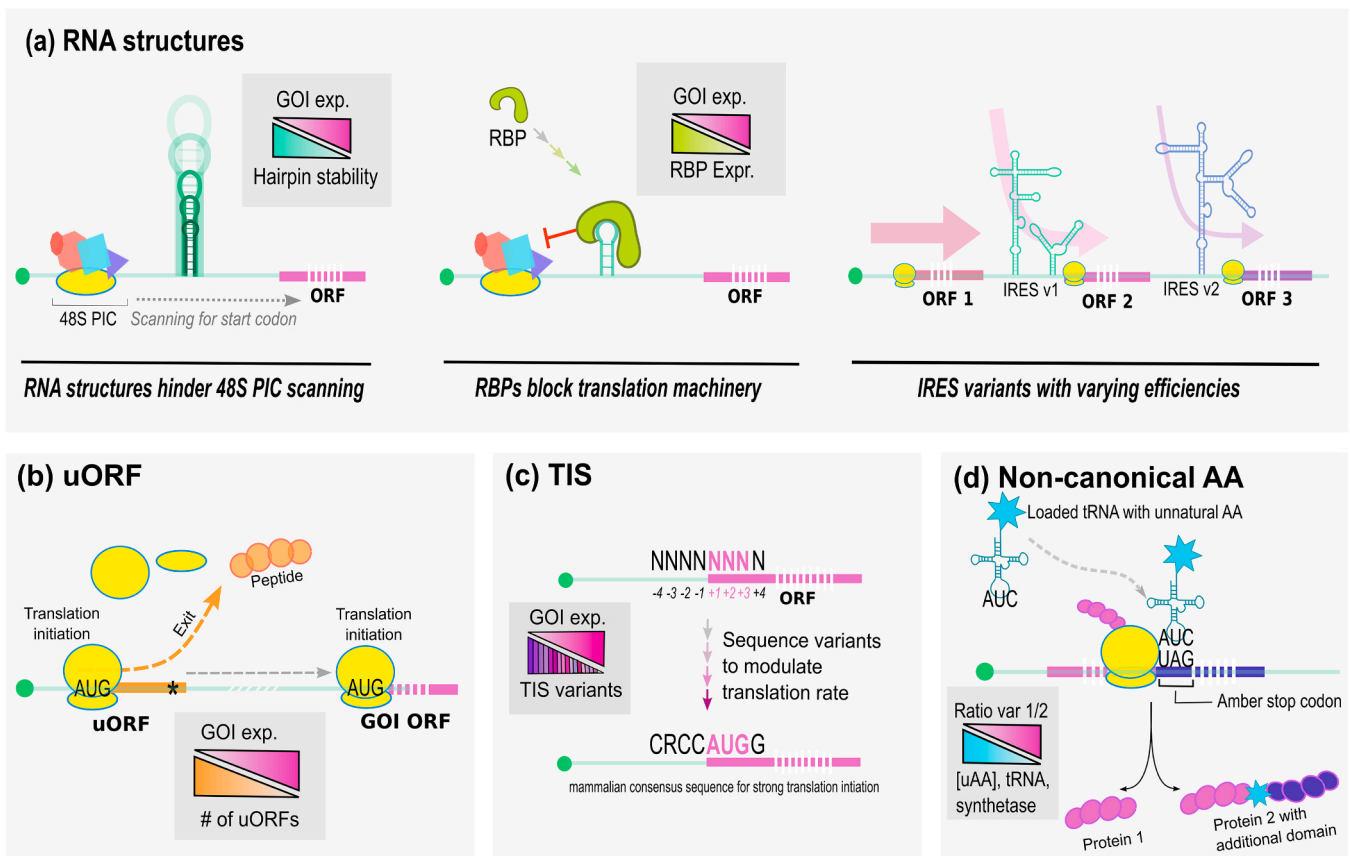 (a) RNA structures
GOI exp.
Hairpin stability
48S PIC
Scanning for start codon
ORF
RNA structures hinder 48S PIC scanning
RBP
GOI exp.
RBP Expr.
ORF
RBPs block translation machinery
ORF 1
IRES v1
ORF 2
IRES v2
ORF 3
IRES variants with varying efficiencies
(b) uORF
Peptide
Exit
Translation
initiation
AUG
*
uORF
Translation
initiation
AUG
GOI ORF
GOI exp.
# of uORFs
(c) TIS
NNNNNNNN
-4 -3 -2 -1 +1 +2 +3 +4
ORF
GOI exp.
TIS variants
Sequence variants
to modulate
translation rate
CRCCAUGG
mammalian consensus sequence for strong translation intiation
(d) Non-canonical AA
Loaded tRNA with unnatural AA
AUC
AUC
UAG
Amber stop codon
Ratio var 1/2
[uAA], tRNA,
synthetase
Protein 1
Protein 2 with
additional domain